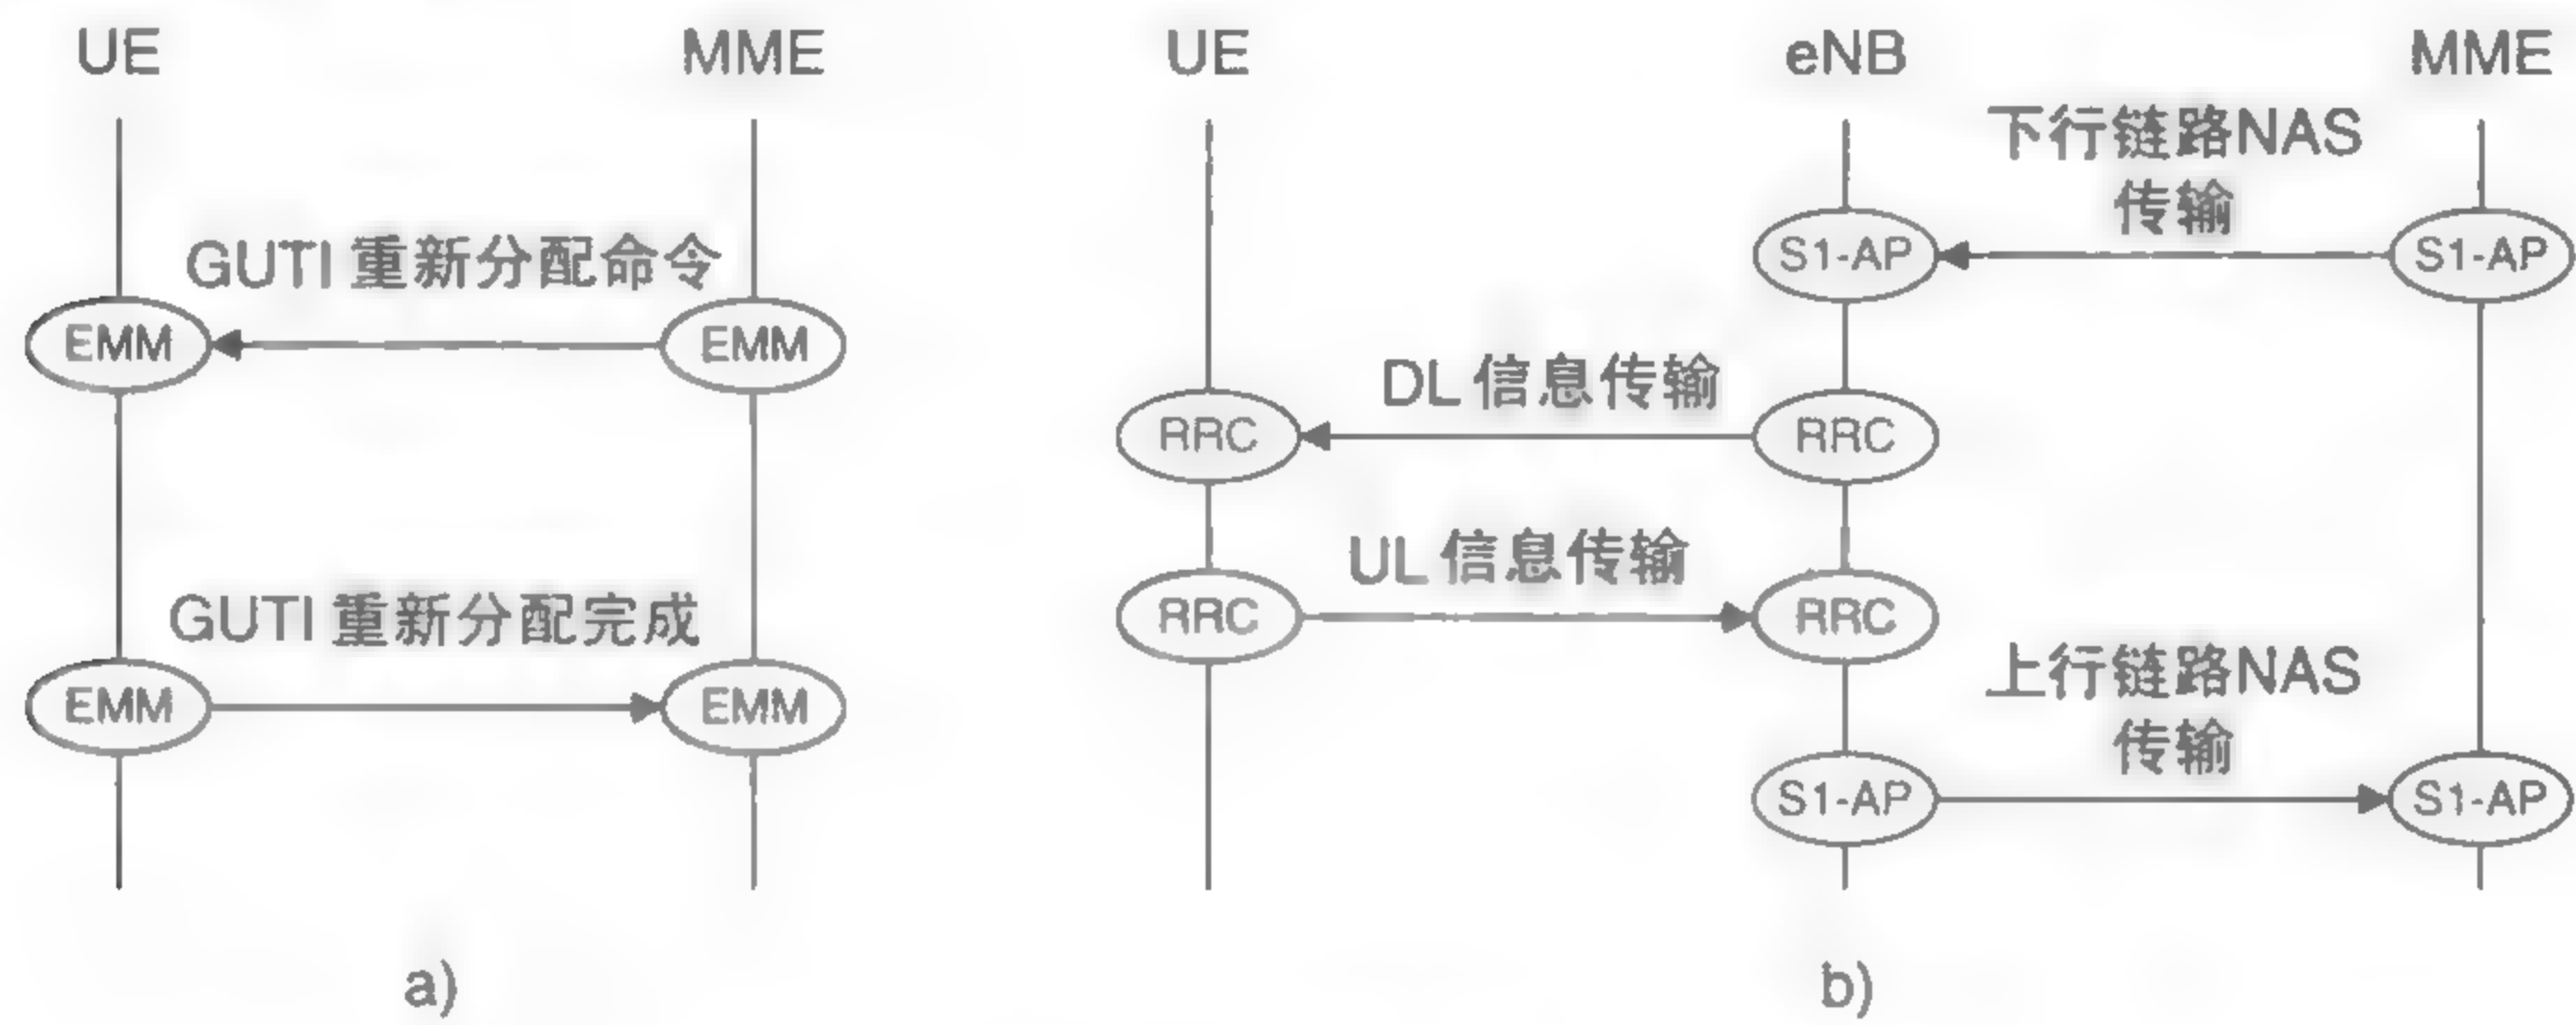 UE
MME
GUTI 重新分配命令
EMM
EMM
GUTI 重新分配完成
EMM
EMM
a)
UE
eNB
MME
下行链路NAS
传输
S1-AP
S1-AP
DL 信息传输
RRC
RRC
UL 信息传输
RRC
RRC
上行链路NAS
传输
S1-AP
S1-AP
b)